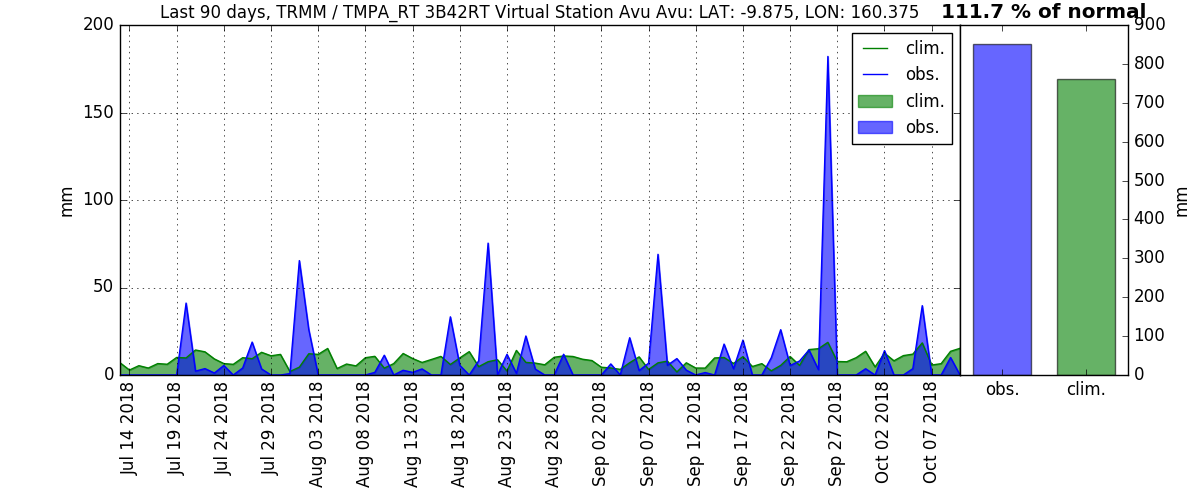 Last 90 days, TRMM / TMPA_RT 3B42RT Virtual Station Avu Avu: LAT: -9.875, LON: 160.375
111.7 % of normal
200
150
100
50
0
mm
clim.
obs.
clim.
obs.
900
800
700
600
500
400
300
200
100
0
mm
obs.
clim.
Jul 14 2018
Jul 19 2018
Jul 24 2018
Jul 29 2018
Aug 03 2018
Aug 08 2018
Aug 13 2018
Aug 18 2018
Aug 23 2018
Aug 28 2018
Sep 02 2018
Sep 07 2018
Sep 12 2018
Sep 17 2018
Sep 22 2018
Sep 27 2018
Oct 02 2018
Oct 07 2018